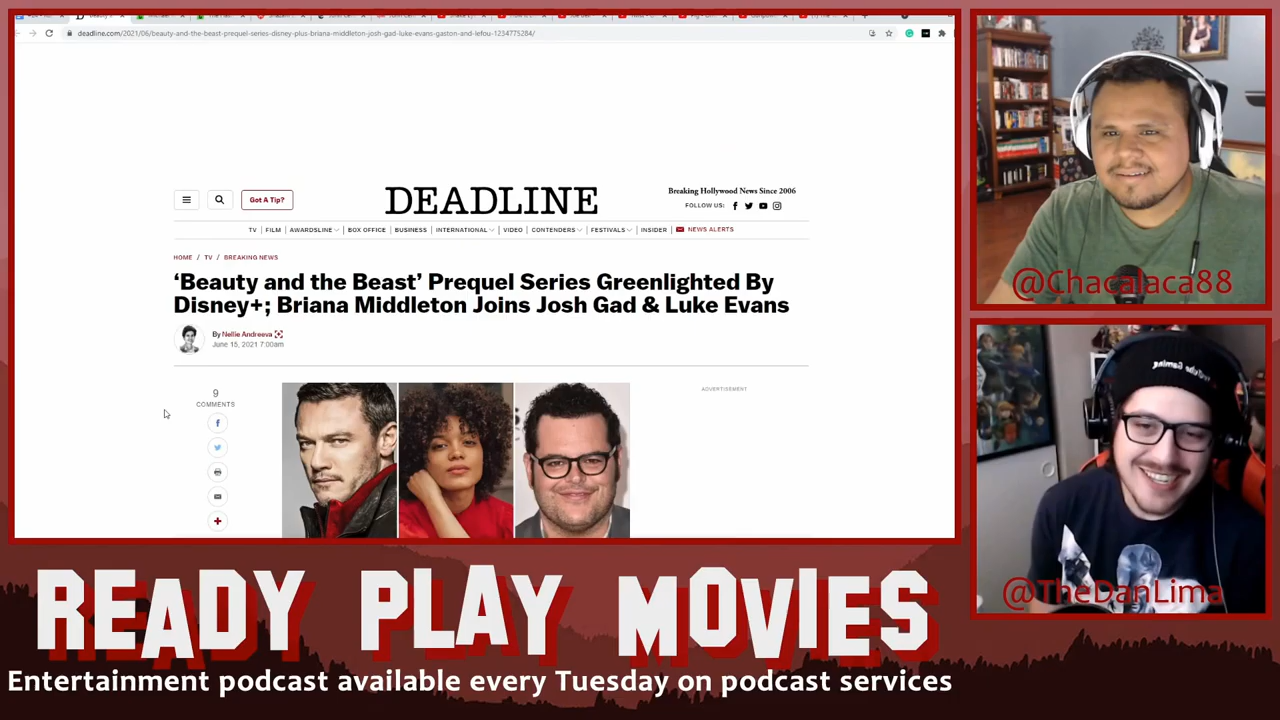 deadline.com/2021/06/beauty-and-the-beast-prequel-series-disney-plus-briana-middleton-josh-gad-luke-evans-gaston-and-lefou-1234775284/
Got A Tip?
DEADLINE
Breaking Hollywood News Since 2006
FOLLOW US:
TV | FILM | AWARDSLINE | BOX OFFICE | BUSINESS | INTERNATIONAL | VIDEO | CONTENDERS | FESTIVALS | INSIDER | NEWS ALERTS
HOME / TV / BREAKING NEWS
‘Beauty and the Beast’ Prequel Series Greenlighted By
Disney+; Briana Middleton Joins Josh Gad & Luke Evans
By Nellie Andreeva
June 15, 2021 7:00am
9
COMMENTS
ADVERTISEMENT
@Chacalaca88
@TheDanLima
READY PLAY MOVIES
Entertainment podcast available every Tuesday on podcast services